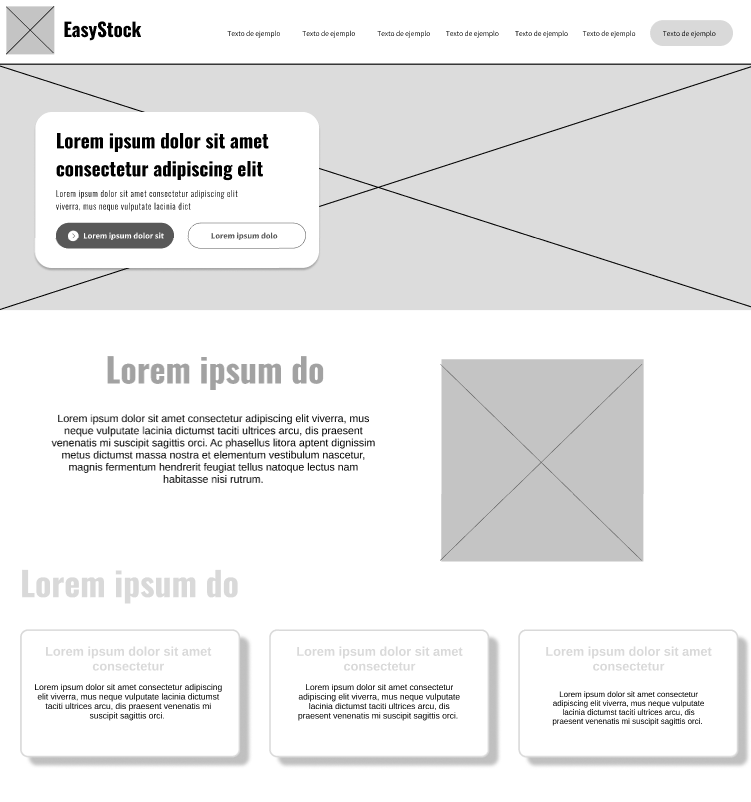 EasyStock
Texto de ejemplo Texto de ejemplo Texto de ejemplo Texto de ejemplo Texto de ejemplo Texto de ejemplo Texto de ejemplo
Lorem ipsum dolor sit amet
consectetur adipiscing elit
Lorem ipsum dolor sit amet consectetur adipiscing elit
viverra, mus neque vulputate lacinia dict
Lorem ipsum dolor sit
Lorem ipsum dolo
Lorem ipsum do
Lorem ipsum dolor sit amet consectetur adipiscing elit viverra, mus
neque vulputate lacinia dictumst taciti ultrices arcu, dis praesent
venenatis mi suscipit sagittis orci. Ac phasellus litora aptent dignissim
metus dictumst massa nostra et elementum vestibulum nascetur,
magnis fermentum hendrerit feugiat tellus natoque lectus nam
habitasse nisi rutrum.
Lorem ipsum do
Lorem ipsum dolor sit amet
consectetur
Lorem ipsum dolor sit amet consectetur adipiscing
elit viverra, mus neque vulputate lacinia dictumst
taciti ultrices arcu, dis praesent venenatis mi
suscipit sagittis orci.
Lorem ipsum dolor sit amet
consectetur
Lorem ipsum dolor sit amet consectetur
adipiscing elit viverra, mus neque vulputate
lacinia dictumst taciti ultrices arcu, dis
praesent venenatis mi suscipit sagittis orci.
Lorem ipsum dolor sit amet
consectetur
Lorem ipsum dolor sit amet consectetur
adipiscing elit viverra, mus neque vulputate
lacinia dictumst taciti ultrices arcu, dis
praesent venenatis mi suscipit sagittis orci.